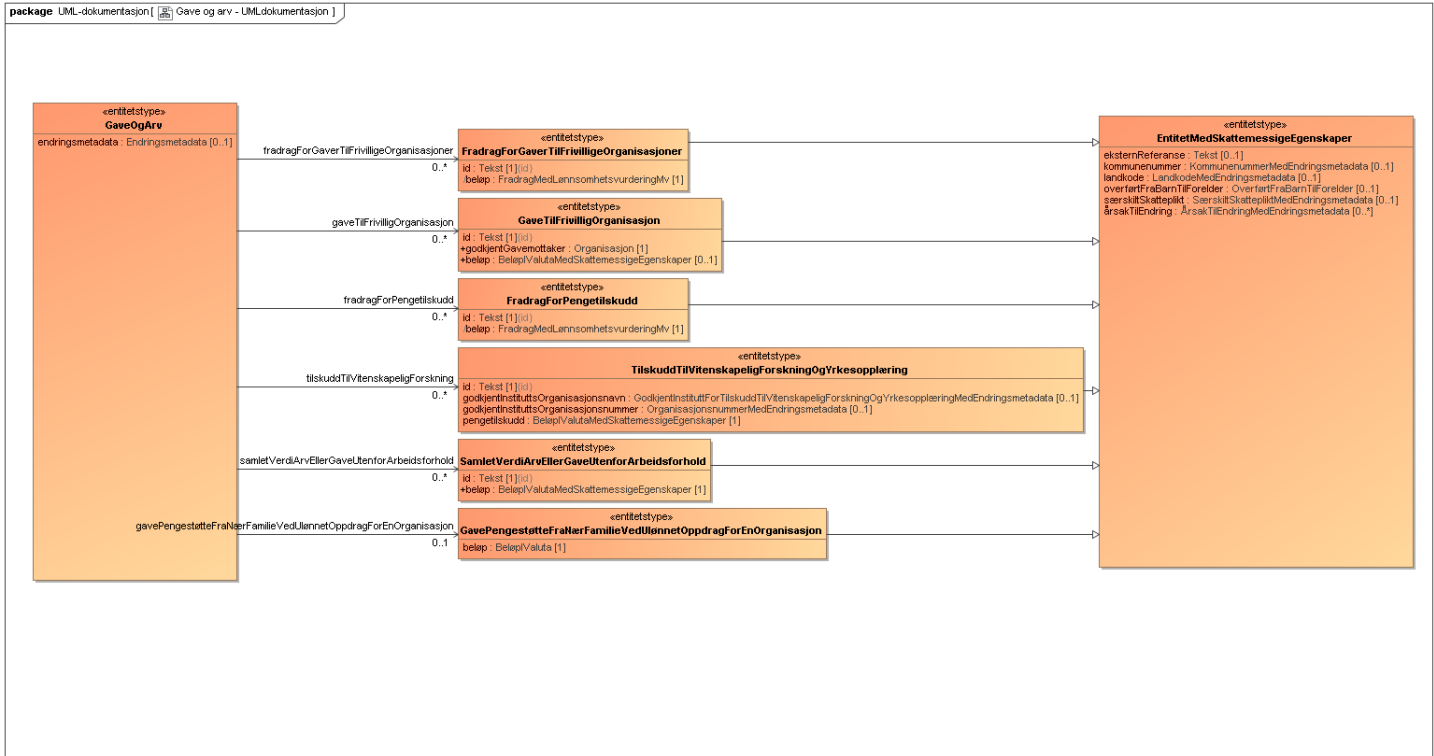 package UML-dokumentasjon [ Gave og arv - UMLdokumentasjon ]
«entitetstype»
GaveOgArv
endringsmetadata : Endringsmetadata [0..1]
fradragForGaverTilFrivilligeOrganisasjoner
0..*
gaveTilFrivilligOrganisasjon
0..*
fradragForPengetilskudd
0..*
tilskuddTilVitenskapeligForskning
0..*
samletVerdiArvEllerGaveUtenforArbeidsforhold
0..*
gavePengestøtteFraNærFamilieVedUlønnetOppdragForEnOrganisasjon
0..1
«entitetstype»
FradragForGaverTilFrivilligeOrganisasjoner
id : Tekst [1]{id}
/beløp : FradragMedLønnsomhetsvurderingMv [1]
«entitetstype»
GaveTilFrivilligOrganisasjon
id : Tekst [1]{id}
+godkjentGavemottaker : Organisasjon [1]
+beløp : BeløpIValutaMedSkattemessigeEgenskaper [0..1]
«entitetstype»
FradragForPengetilskudd
id : Tekst [1]{id}
/beløp : FradragMedLønnsomhetsvurderingMv [1]
«entitetstype»
TilskuddTilVitenskapeligForskningOgYrkesopplæring
id : Tekst [1]{id}
godkjentInstituttsOrganisasjonsnavn : GodkjentInstituttForTilskuddTilVitenskapeligForskningOgYrkesopplæringMedEndringsmetadata [0..1]
godkjentInstituttsOrganisasjonsnummer : OrganisasjonsnummerMedEndringsmetadata [0..1]
pengetilskudd : BeløpIValutaMedSkattemessigeEgenskaper [1]
«entitetstype»
SamletVerdiArvEllerGaveUtenforArbeidsforhold
id : Tekst [1]{id}
+beløp : BeløpIValutaMedSkattemessigeEgenskaper [1]
«entitetstype»
GavePengestøtteFraNærFamilieVedUlønnetOppdragForEnOrganisasjon
beløp : BeløpIValuta [1]
«entitetstype»
EntitetMedSkattemessigeEgenskaper
eksternReferanse : Tekst [0..1]
kommunenummer : KommunenummerMedEndringsmetadata [0..1]
landkode : LandkodeMedEndringsmetadata [0..1]
overførtFraBarnTilForelder : OverførtFraBarnTilForelder [0..1]
særskiltSkatteplikt : SærskiltSkattepliktMedEndringsmetadata [0..1]
årsakTilEndring : ÅrsakTilEndringMedEndringsmetadata [0..*]